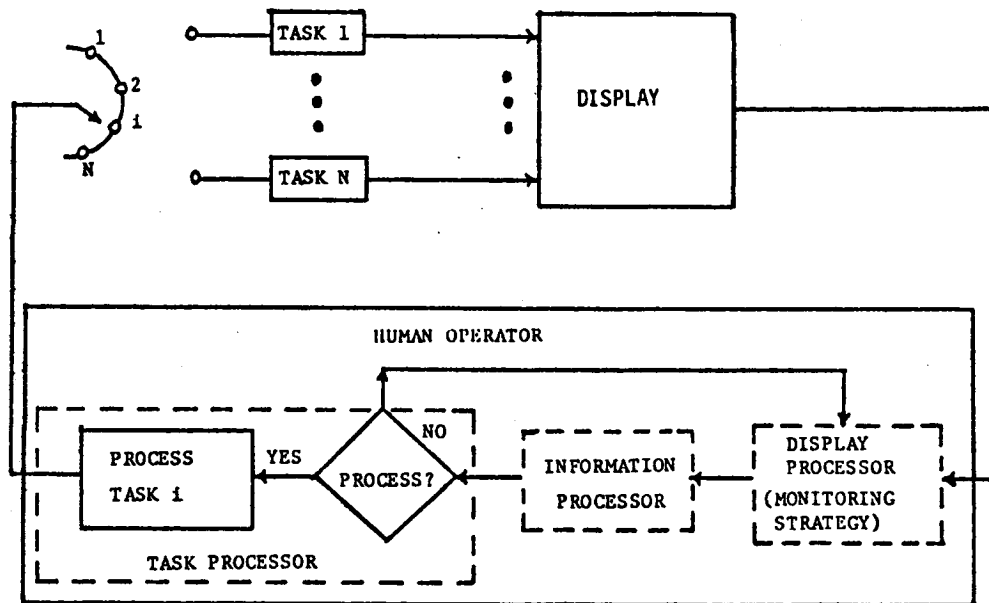 1
2
i
N
TASK 1
TASK N
DISPLAY
HUMAN OPERATOR
PROCESS
TASK i
YES
NO
PROCESS?
TASK PROCESSOR
INFORMATION
PROCESSOR
DISPLAY
PROCESSOR
(MONITORING
STRATEGY)